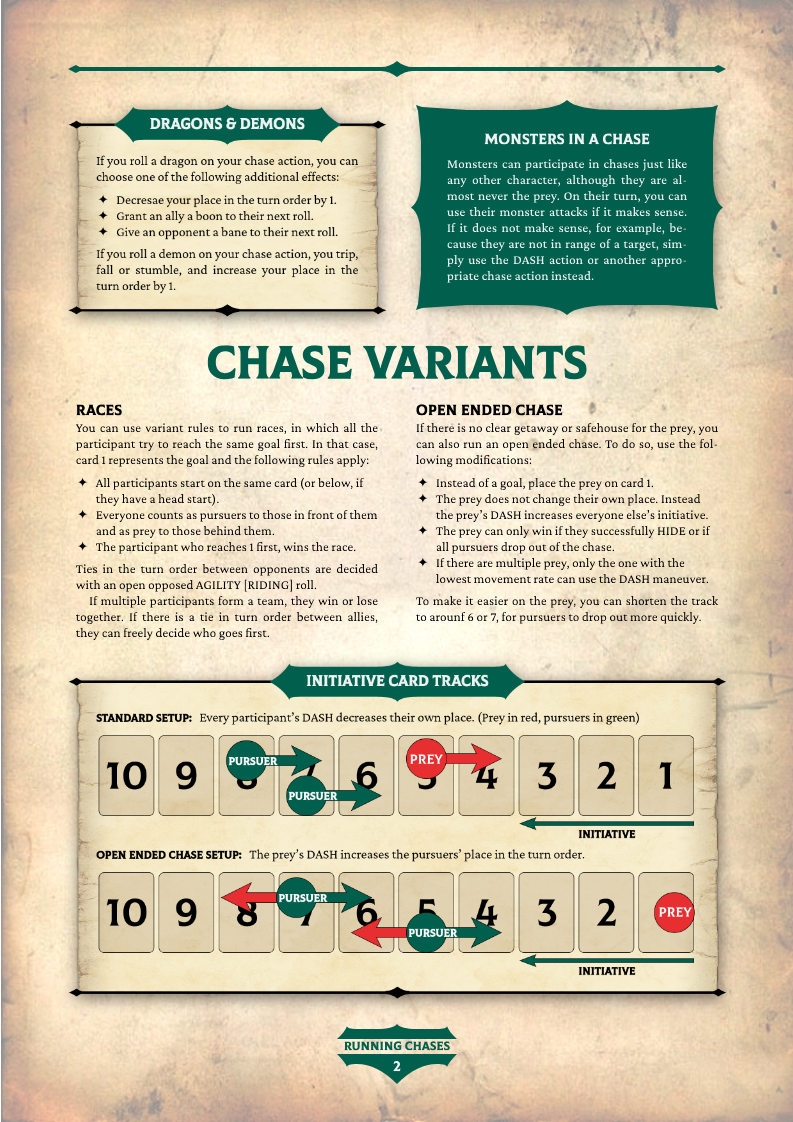 DRAGONS & DEMONS
If you roll a dragon on your chase action, you can
choose one of the following additional effects:
✦ Decresae your place in the turn order by 1.
✦ Grant an ally a boon to their next roll.
✦ Give an opponent a bane to their next roll.
If you roll a demon on your chase action, you trip,
fall or stumble, and increase your place in the
turn order by 1.
MONSTERS IN A CHASE
Monsters can participate in chases just like
any other character, although they are al-
most never the prey. On their turn, you can
use their monster attacks if it makes sense.
If it does not make sense, for example, be-
cause they are not in range of a target, sim-
ply use the DASH action or another appro-
priate chase action instead.
CHASE VARIANTS
RACES
You can use variant rules to run races, in which all the
participant try to reach the same goal first. In that case,
card 1 represents the goal and the following rules apply:
✦ All participants start on the same card (or below, if
they have a head start).
✦ Everyone counts as pursuers to those in front of them
and as prey to those behind them.
✦ The participant who reaches 1 first, wins the race.
Ties in the turn order between opponents are decided
with an open opposed AGILITY [RIDING] roll.
If multiple participants form a team, they win or lose
together. If there is a tie in turn order between allies,
they can freely decide who goes first.
OPEN ENDED CHASE
If there is no clear getaway or safehouse for the prey, you
can also run an open ended chase. To do so, use the fol-
lowing modifications:
✦ Instead of a goal, place the prey on card 1.
✦ The prey does not change their own place. Instead
the prey's DASH increases everyone else's initiative.
✦ The prey can only win if they successfully HIDE or if
all pursuers drop out of the chase.
✦ If there are multiple prey, only the one with the
lowest movement rate can use the DASH maneuver.
To make it easier on the prey, you can shorten the track
to arounf 6 or 7, for pursuers to drop out more quickly.
INITIATIVE CARD TRACKS
STANDARD SETUP: Every participant's DASH decreases their own place. (Prey in red, pursuers in green)
10 9 8 7 6 5 4 3 2 1
PURSUER
PREY
PURSUER
INITIATIVE
OPEN ENDED CHASE SETUP: The prey's DASH increases the pursuers' place in the turn order.
10 9 8 7 6 5 4 3 2
PURSUER
PREY
PURSUER
INITIATIVE
RUNNING CHASES
2